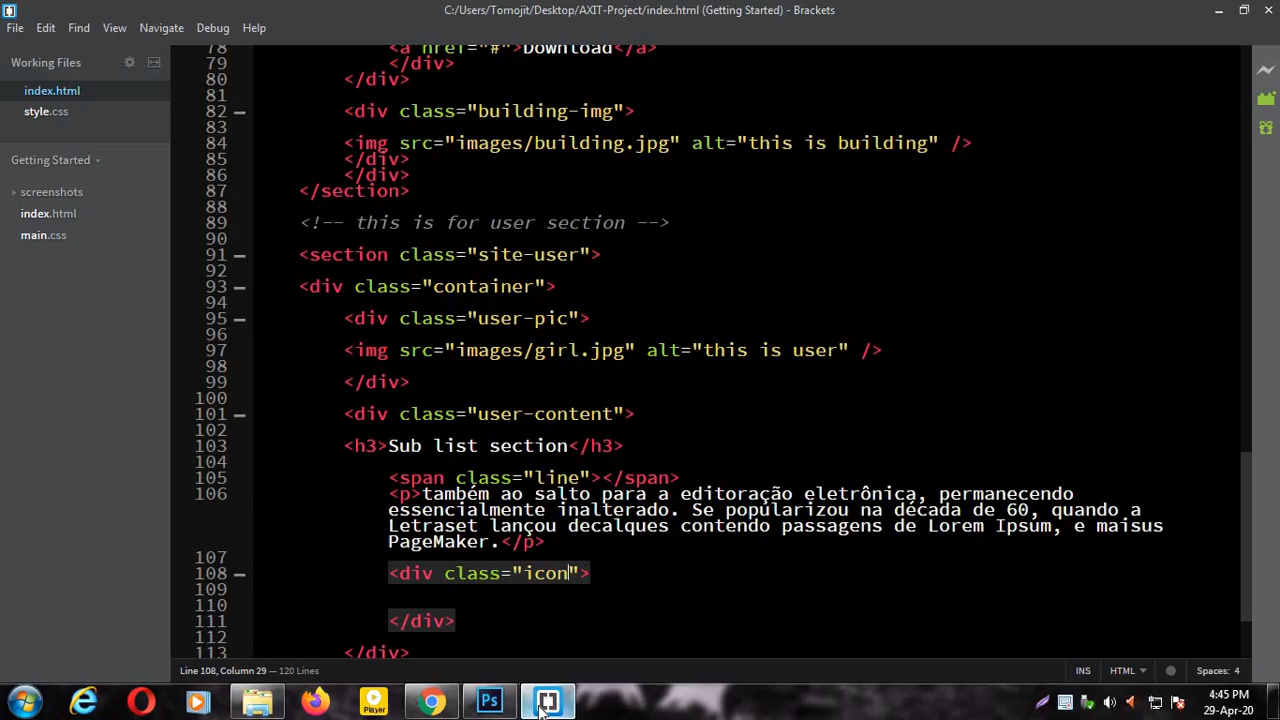 C:/Users/Tomojit/Desktop/AXIT-Project/index.html (Getting Started) - Brackets
File Edit Find View Navigate Debug Help
Working Files
index.html
style.css
Getting Started
screenshots
index.html
main.css
78 <a href="#">Download</a>
79 </div>
80 </div>
81
82 <div class="building-img">
83
84 <img src="images/building.jpg" alt="this is building" />
85 </div>
86 </div>
87 </section>
88
89 <!-- this is for user section -->
90
91 <section class="site-user">
92
93 <div class="container">
94
95 <div class="user-pic">
96
97 <img src="images/girl.jpg" alt="this is user" />
98
99 </div>
100
101 <div class="user-content">
102
103 <h3>Sub list section</h3>
104
105 <span class="line"></span>
106 <p>também ao salto para a editoração eletrônica, permanecendo
essencialmente inalterado. Se popularizou na década de 60, quando a
Letraset lançou decalques contendo passagens de Lorem Ipsum, e maisus
PageMaker.</p>
107
108 <div class="icon">
109
110
111 </div>
112
113 </div>
Line 108, Column 29 — 120 Lines
INS HTML Spaces: 4
Player
Ps
4:45 PM
29-Apr-20